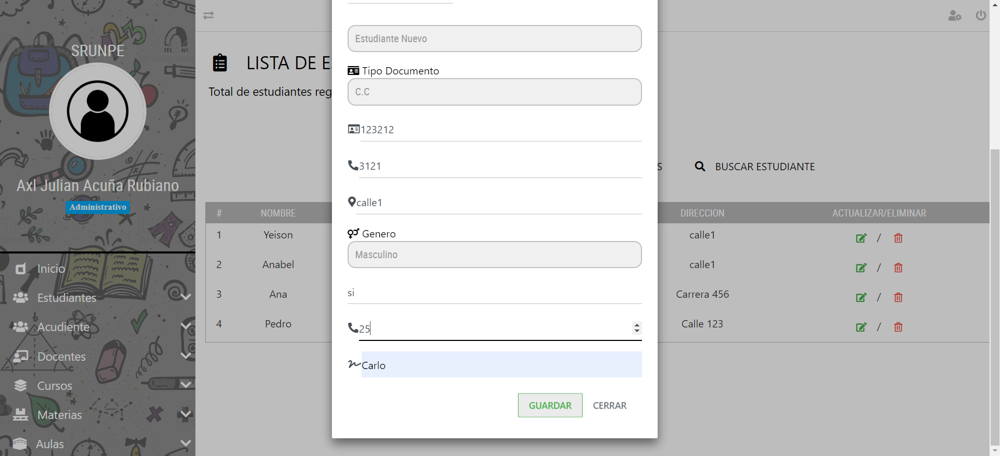 SRUNPE
Axl Julian Acuña Rubiano
Administrativo
Inicio
Estudiantes
Acudiente
Docentes
Cursos
Materias
Aulas
LISTA DE E
Total de estudiantes reg
S
BUSCAR ESTUDIANTE
# NOMBRE DIRECCION ACTUALIZAR/ELIMINAR
1 Yeison calle1 /
2 Anabel calle1 /
3 Ana Carrera 456 /
4 Pedro Calle 123 /
Estudiante Nuevo
Tipo Documento
C.C
123212
3121
calle1
Genero
Masculino
si
25
Carlo
GUARDAR CERRAR